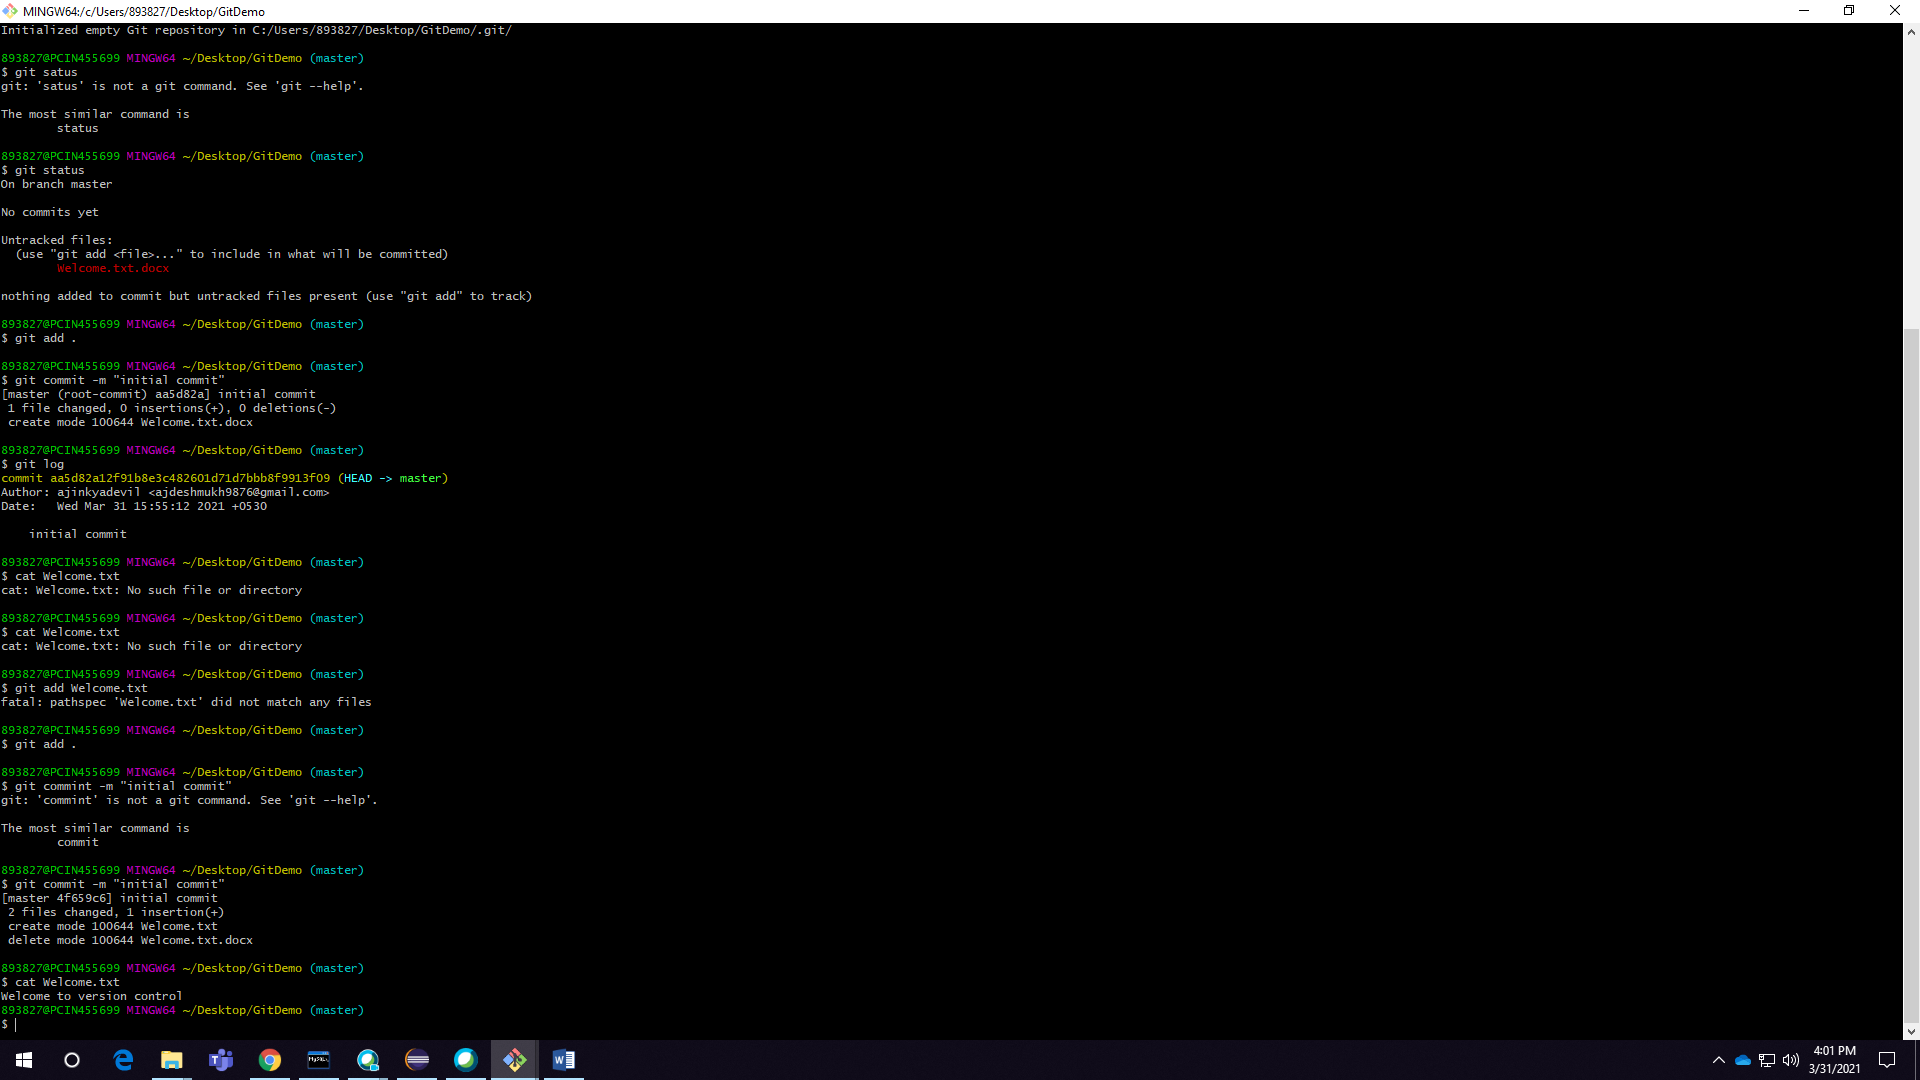 MINGW64:/c/Users/893827/Desktop/GitDemo
Initialized empty Git repository in C:/Users/893827/Desktop/GitDemo/.git/
893827@PCIN455699 MINGW64 ~/Desktop/GitDemo (master)
$ git satus
git: 'satus' is not a git command. See 'git --help'.
The most similar command is
status
893827@PCIN455699 MINGW64 ~/Desktop/GitDemo (master)
$ git status
On branch master
No commits yet
Untracked files:
(use "git add <file>..." to include in what will be committed)
Welcome.txt.docx
nothing added to commit but untracked files present (use "git add" to track)
893827@PCIN455699 MINGW64 ~/Desktop/GitDemo (master)
$ git add .
893827@PCIN455699 MINGW64 ~/Desktop/GitDemo (master)
$ git commit -m "initial commit"
[master (root-commit) aa5d82a] initial commit
1 file changed, 0 insertions(+), 0 deletions(-)
create mode 100644 Welcome.txt.docx
893827@PCIN455699 MINGW64 ~/Desktop/GitDemo (master)
$ git log
commit aa5d82a12f91b8e3c482601d71d7bbb8f9913f09 (HEAD -> master)
Author: ajinkyadevil <ajdeshmukh9876@gmail.com>
Date:   Wed Mar 31 15:55:12 2021 +0530
initial commit
893827@PCIN455699 MINGW64 ~/Desktop/GitDemo (master)
$ cat Welcome.txt
cat: Welcome.txt: No such file or directory
893827@PCIN455699 MINGW64 ~/Desktop/GitDemo (master)
$ cat Welcome.txt
cat: Welcome.txt: No such file or directory
893827@PCIN455699 MINGW64 ~/Desktop/GitDemo (master)
$ git add Welcome.txt
fatal: pathspec 'Welcome.txt' did not match any files
893827@PCIN455699 MINGW64 ~/Desktop/GitDemo (master)
$ git add .
893827@PCIN455699 MINGW64 ~/Desktop/GitDemo (master)
$ git commint -m "initial commit"
git: 'commint' is not a git command. See 'git --help'.
The most similar command is
commit
893827@PCIN455699 MINGW64 ~/Desktop/GitDemo (master)
$ git commit -m "initial commit"
[master 4f659c6] initial commit
2 files changed, 1 insertion(+)
create mode 100644 Welcome.txt
delete mode 100644 Welcome.txt.docx
893827@PCIN455699 MINGW64 ~/Desktop/GitDemo (master)
$ cat Welcome.txt
Welcome to version control
893827@PCIN455699 MINGW64 ~/Desktop/GitDemo (master)
$
MySQL
4:01 PM
3/31/2021